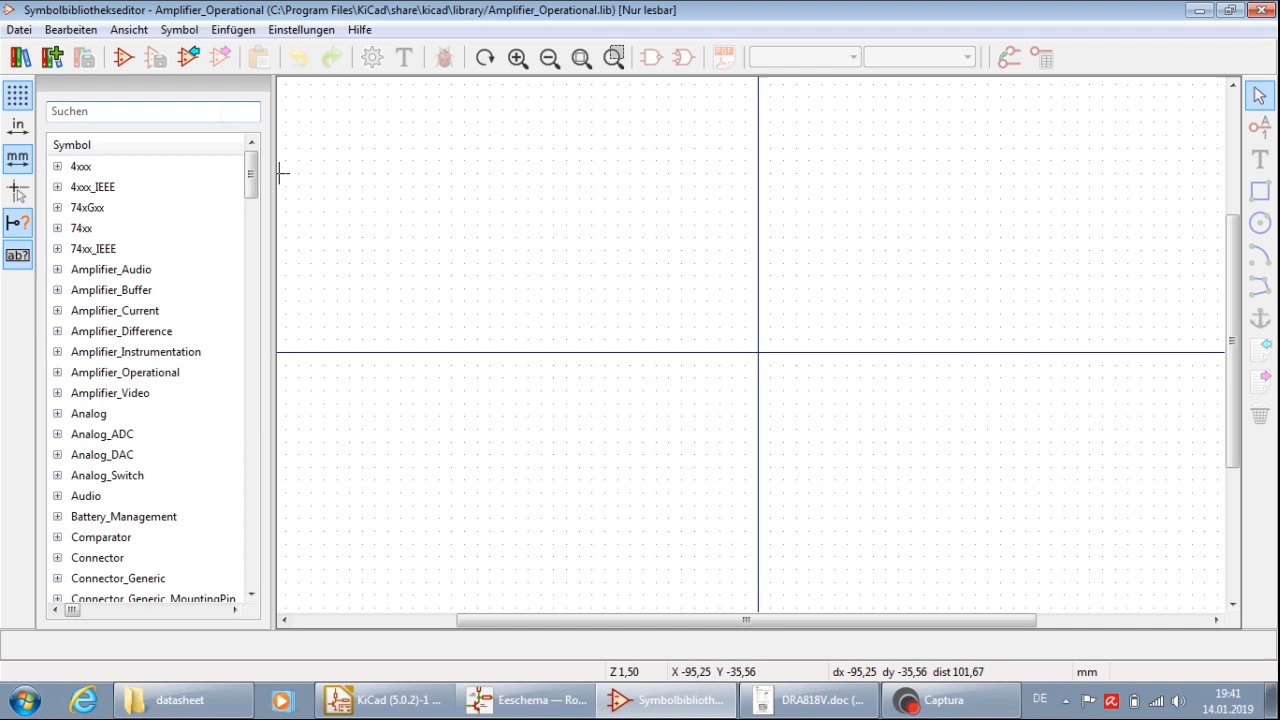 Symbolbibliothekseditor - Amplifier_Operational (C:\Program Files\KiCad\share\kicad\library/Amplifier_Operational.lib) [Nur lesbar]
Datei Bearbeiten Ansicht Symbol Einfügen Einstellungen Hilfe
T PDF
Suchen
in
mm
ab?
Symbol
4xxx
4xxx_IEEE
74xGxx
74xx
74xx_IEEE
Amplifier_Audio
Amplifier_Buffer
Amplifier_Current
Amplifier_Difference
Amplifier_Instrumentation
Amplifier_Operational
Amplifier_Video
Analog
Analog_ADC
Analog_DAC
Analog_Switch
Audio
Battery_Management
Comparator
Connector
Connector_Generic
Connector_Generic_MountingPin
A
1
T
Z 1,50 X -95,25 Y -35,56 dx -95,25 dy -35,56 dist 101,67 mm
datasheet KiCad (5.0.2)-1 ... Eeschema — Ro... Symbolbiblioth... DRA818V.doc (... Captura DE 19:41
14.01.2019